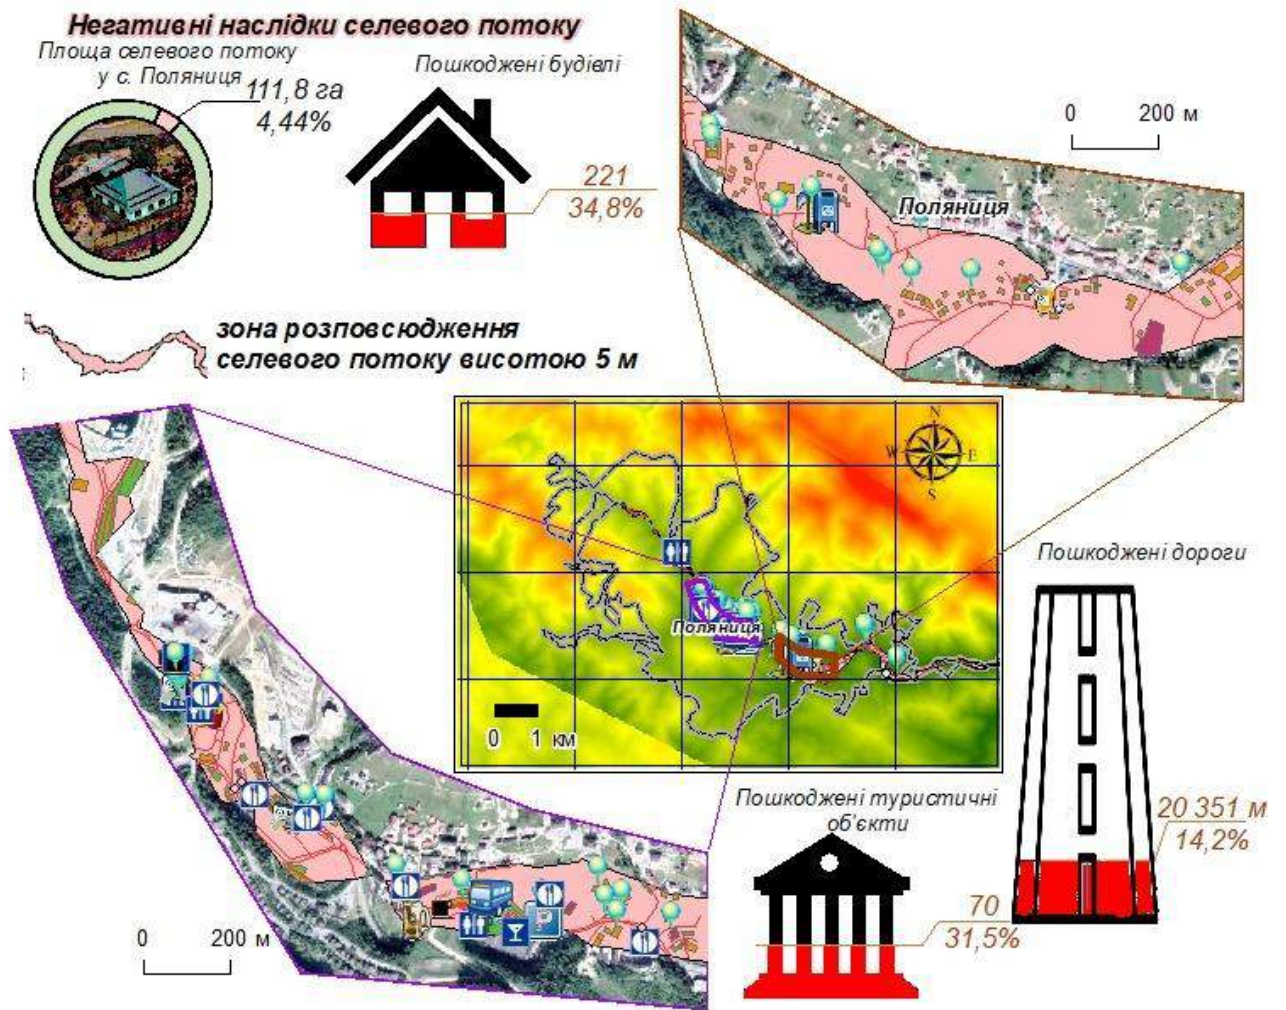 Негативні наслідки селевого потоку
Площа селевого потоку
у с. Поляниця
111,8 га
4,44%
Пошкоджені будівлі
221
34,8%
0 200 м
Поляниця
зона розповсюдження
селевого потоку висотою 5 м
N
W E
S
Поляниця
0 1 км
Пошкоджені дороги
20 351 м
14,2%
Пошкоджені туристичні
об'єкти
70
31,5%
0 200 м